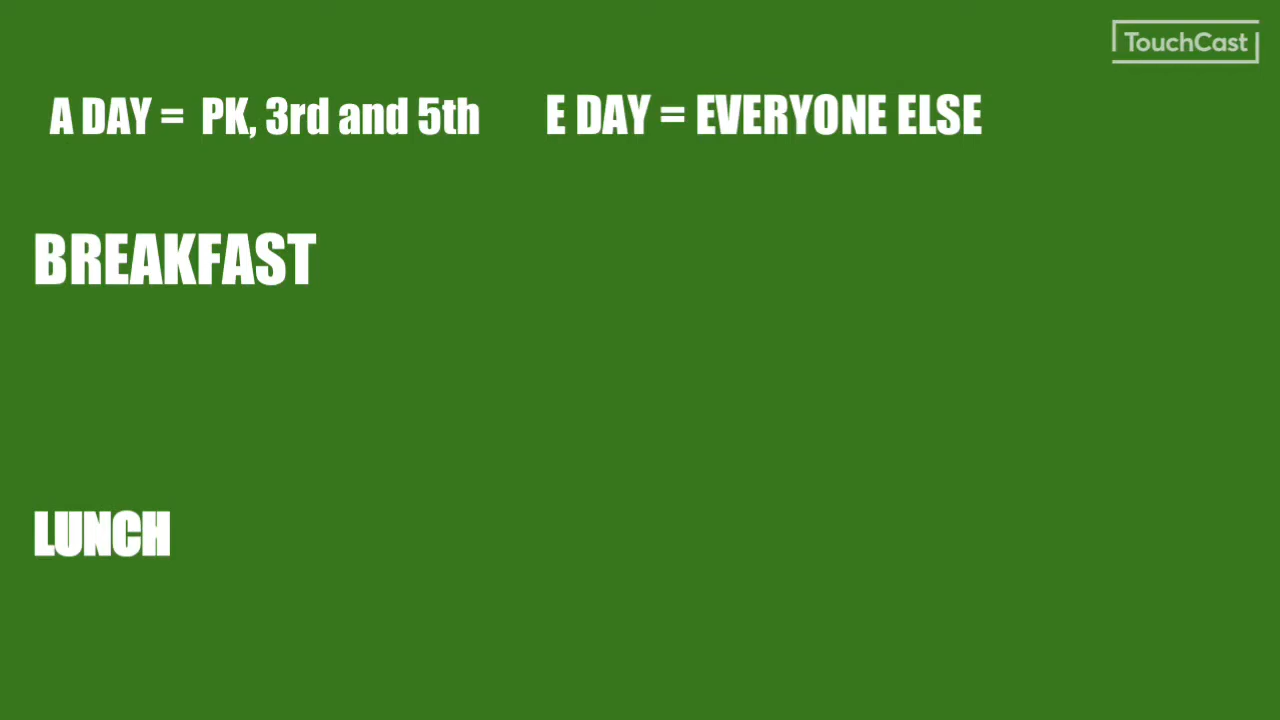 TouchCast
A DAY = PK, 3rd and 5th E DAY = EVERYONE ELSE
BREAKFAST
LUNCH